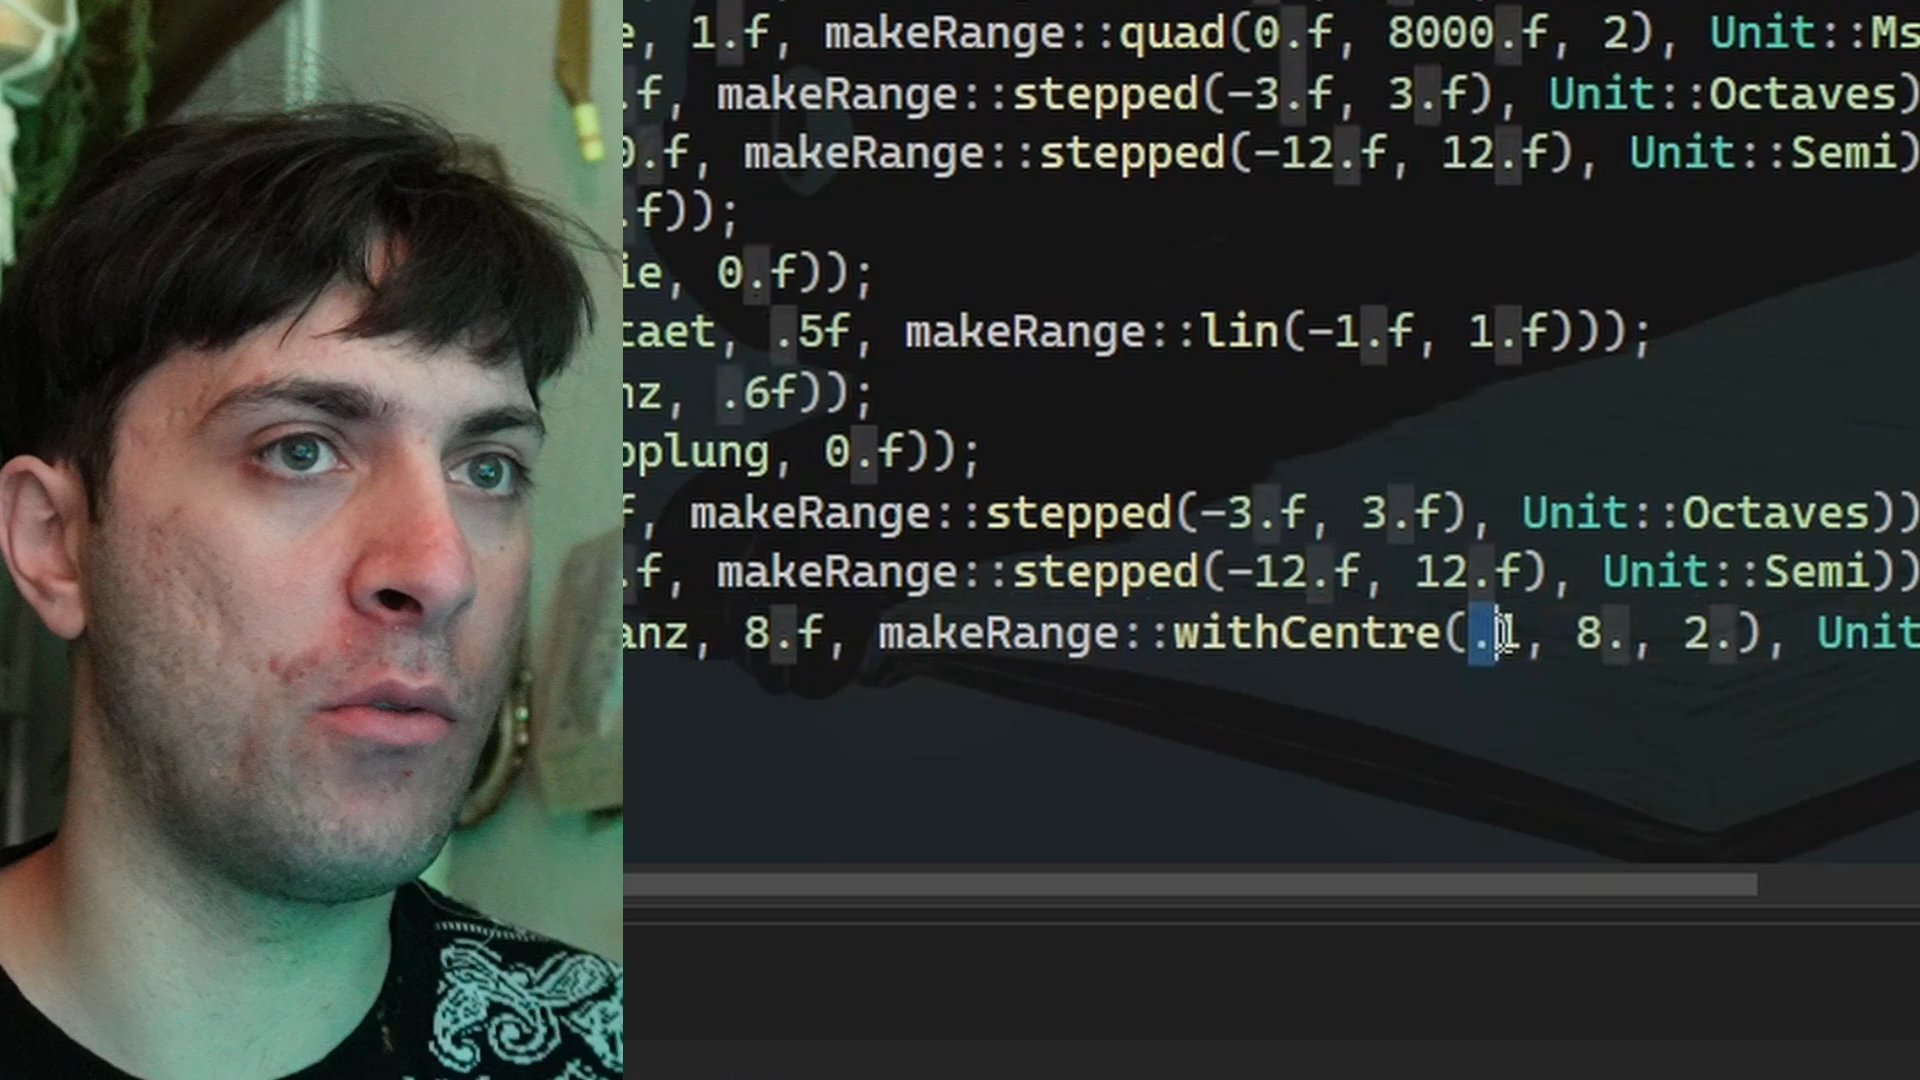 e, 1.f, makeRange::quad(0.f, 8000.f, 2), Unit::Ms
.f, makeRange::stepped(-3.f, 3.f), Unit::Octaves)
0.f, makeRange::stepped(-12.f, 12.f), Unit::Semi)
.f));
ie, 0.f));
taet, .5f, makeRange::lin(-1.f, 1.f)));
nz, .6f));
pplung, 0.f));
f, makeRange::stepped(-3.f, 3.f), Unit::Octaves))
.f, makeRange::stepped(-12.f, 12.f), Unit::Semi))
anz, 8.f, makeRange::withCentre(.1, 8., 2.), Unit